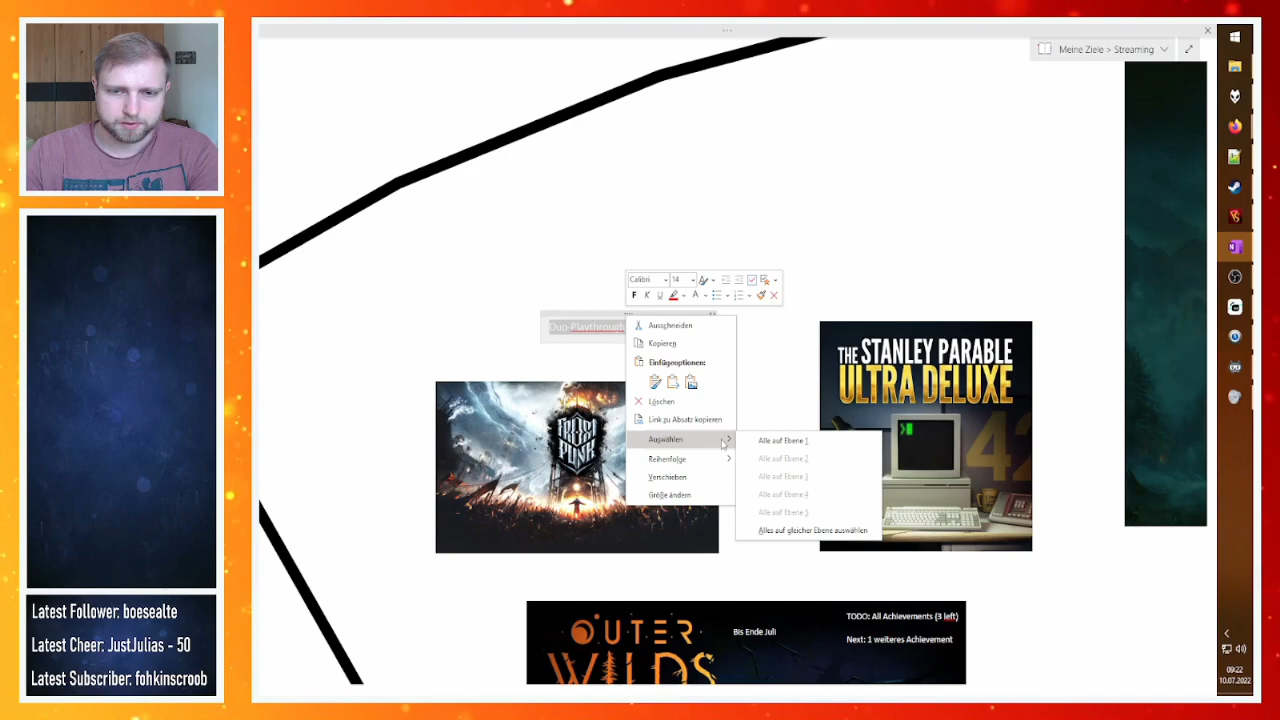 Meine Ziele > Streaming
Calibri 14
F K U A
Duo-Playthrough
Ausschneiden
Kopieren
Einfügeoptionen:
Löschen
Link zu Absatz kopieren
Auswählen
Reihenfolge
Verschieben
Größe ändern
Alle auf Ebene 1
Alle auf Ebene 2
Alle auf Ebene 3
Alle auf Ebene 4
Alle auf Ebene 5
Alles auf gleicher Ebene auswählen
FROST
PUNK
THE STANLEY PARABLE
ULTRA DELUXE
42
OUTER
WILDS
Bis Ende Juli
TODO: All Achievements (3 left)
Next: 1 weiteres Achievement
Latest Follower: boesealte
Latest Cheer: JustJulias - 50
Latest Subscriber: fohkinscroob
09:22
10.07.2022